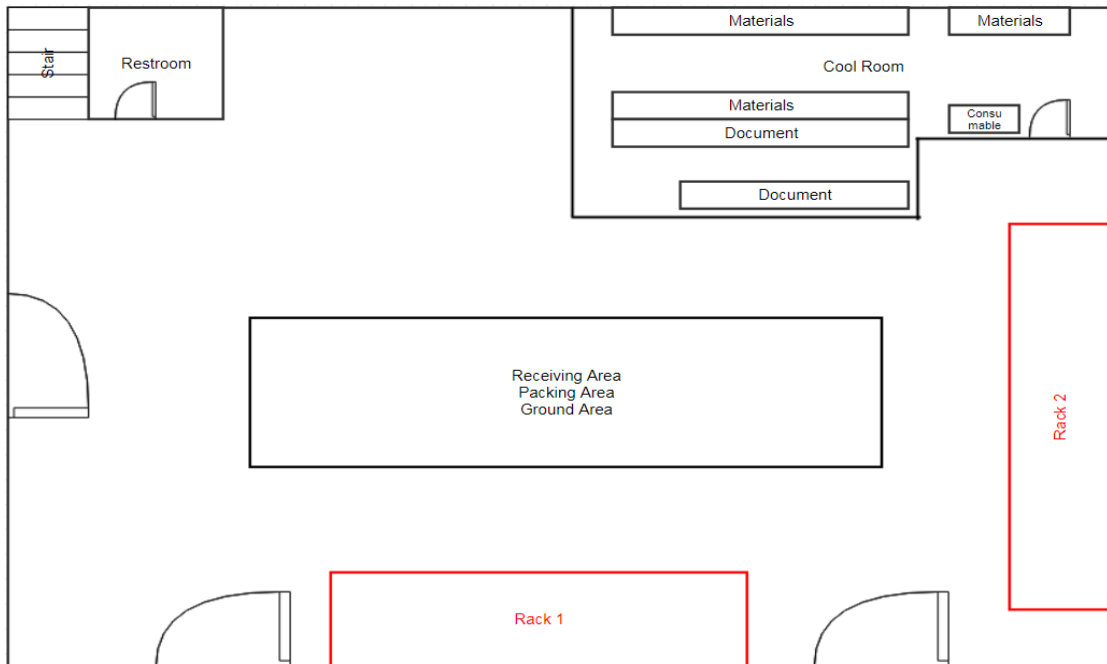 Materials
Materials
Stair
Restroom
Cool Room
Materials
Consu
mable
Document
Document
Receiving Area
Packing Area
Ground Area
Rack 2
Rack 1